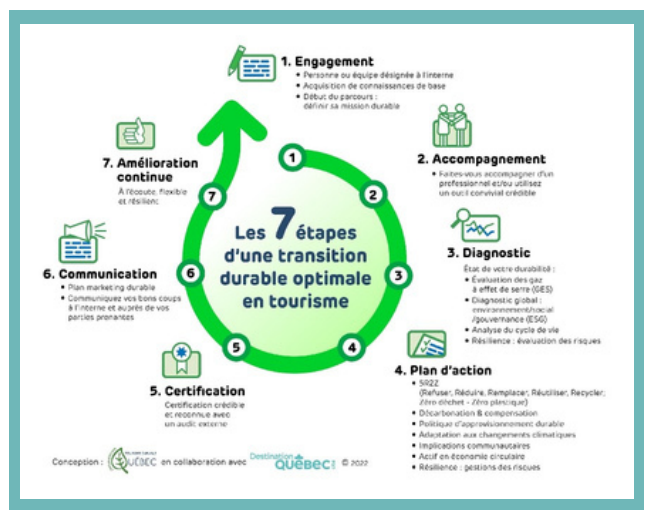 1. Engagement
• Personne ou équipe désignée à l'interne
• Acquisition de connaissances de base
• Début du parcours :
définir sa mission durable
2. Accompagnement
• Faites-vous accompagner d'un
professionnel et/ou utilisez
un outil convivial crédible
3. Diagnostic
État de votre durabilité :
• Évaluation des gaz
à effet de serre (GES)
• Diagnostic global :
environnement/social
/gouvernance (ESG)
• Analyse du cycle de vie
• Résilience : évaluation des risques
4. Plan d'action
• 5R2Z
(Refuser, Réduire, Remplacer, Réutiliser, Recycler,
Zéro déchet - Zéro plastique)
• Décarbonation & compensation
• Politique d'approvisionnement durable
• Adaptation aux changements climatiques
• Implications communautaires
• Actif en économie circulaire
• Résilience : gestions des risques
5. Certification
Certification crédible
et reconnue avec
un audit externe
6. Communication
• Plan marketing durable
• Communiquez vos bons coups
à l'interne et auprès de vos
parties prenantes
7. Amélioration
continue
À l'écoute, flexible
et résilient
1
2
3
4
5
6
7
Les 7 étapes
d'une transition
durable optimale
en tourisme
Conception : QUÉBEC en collaboration avec Destination QUÉBEC © 2022